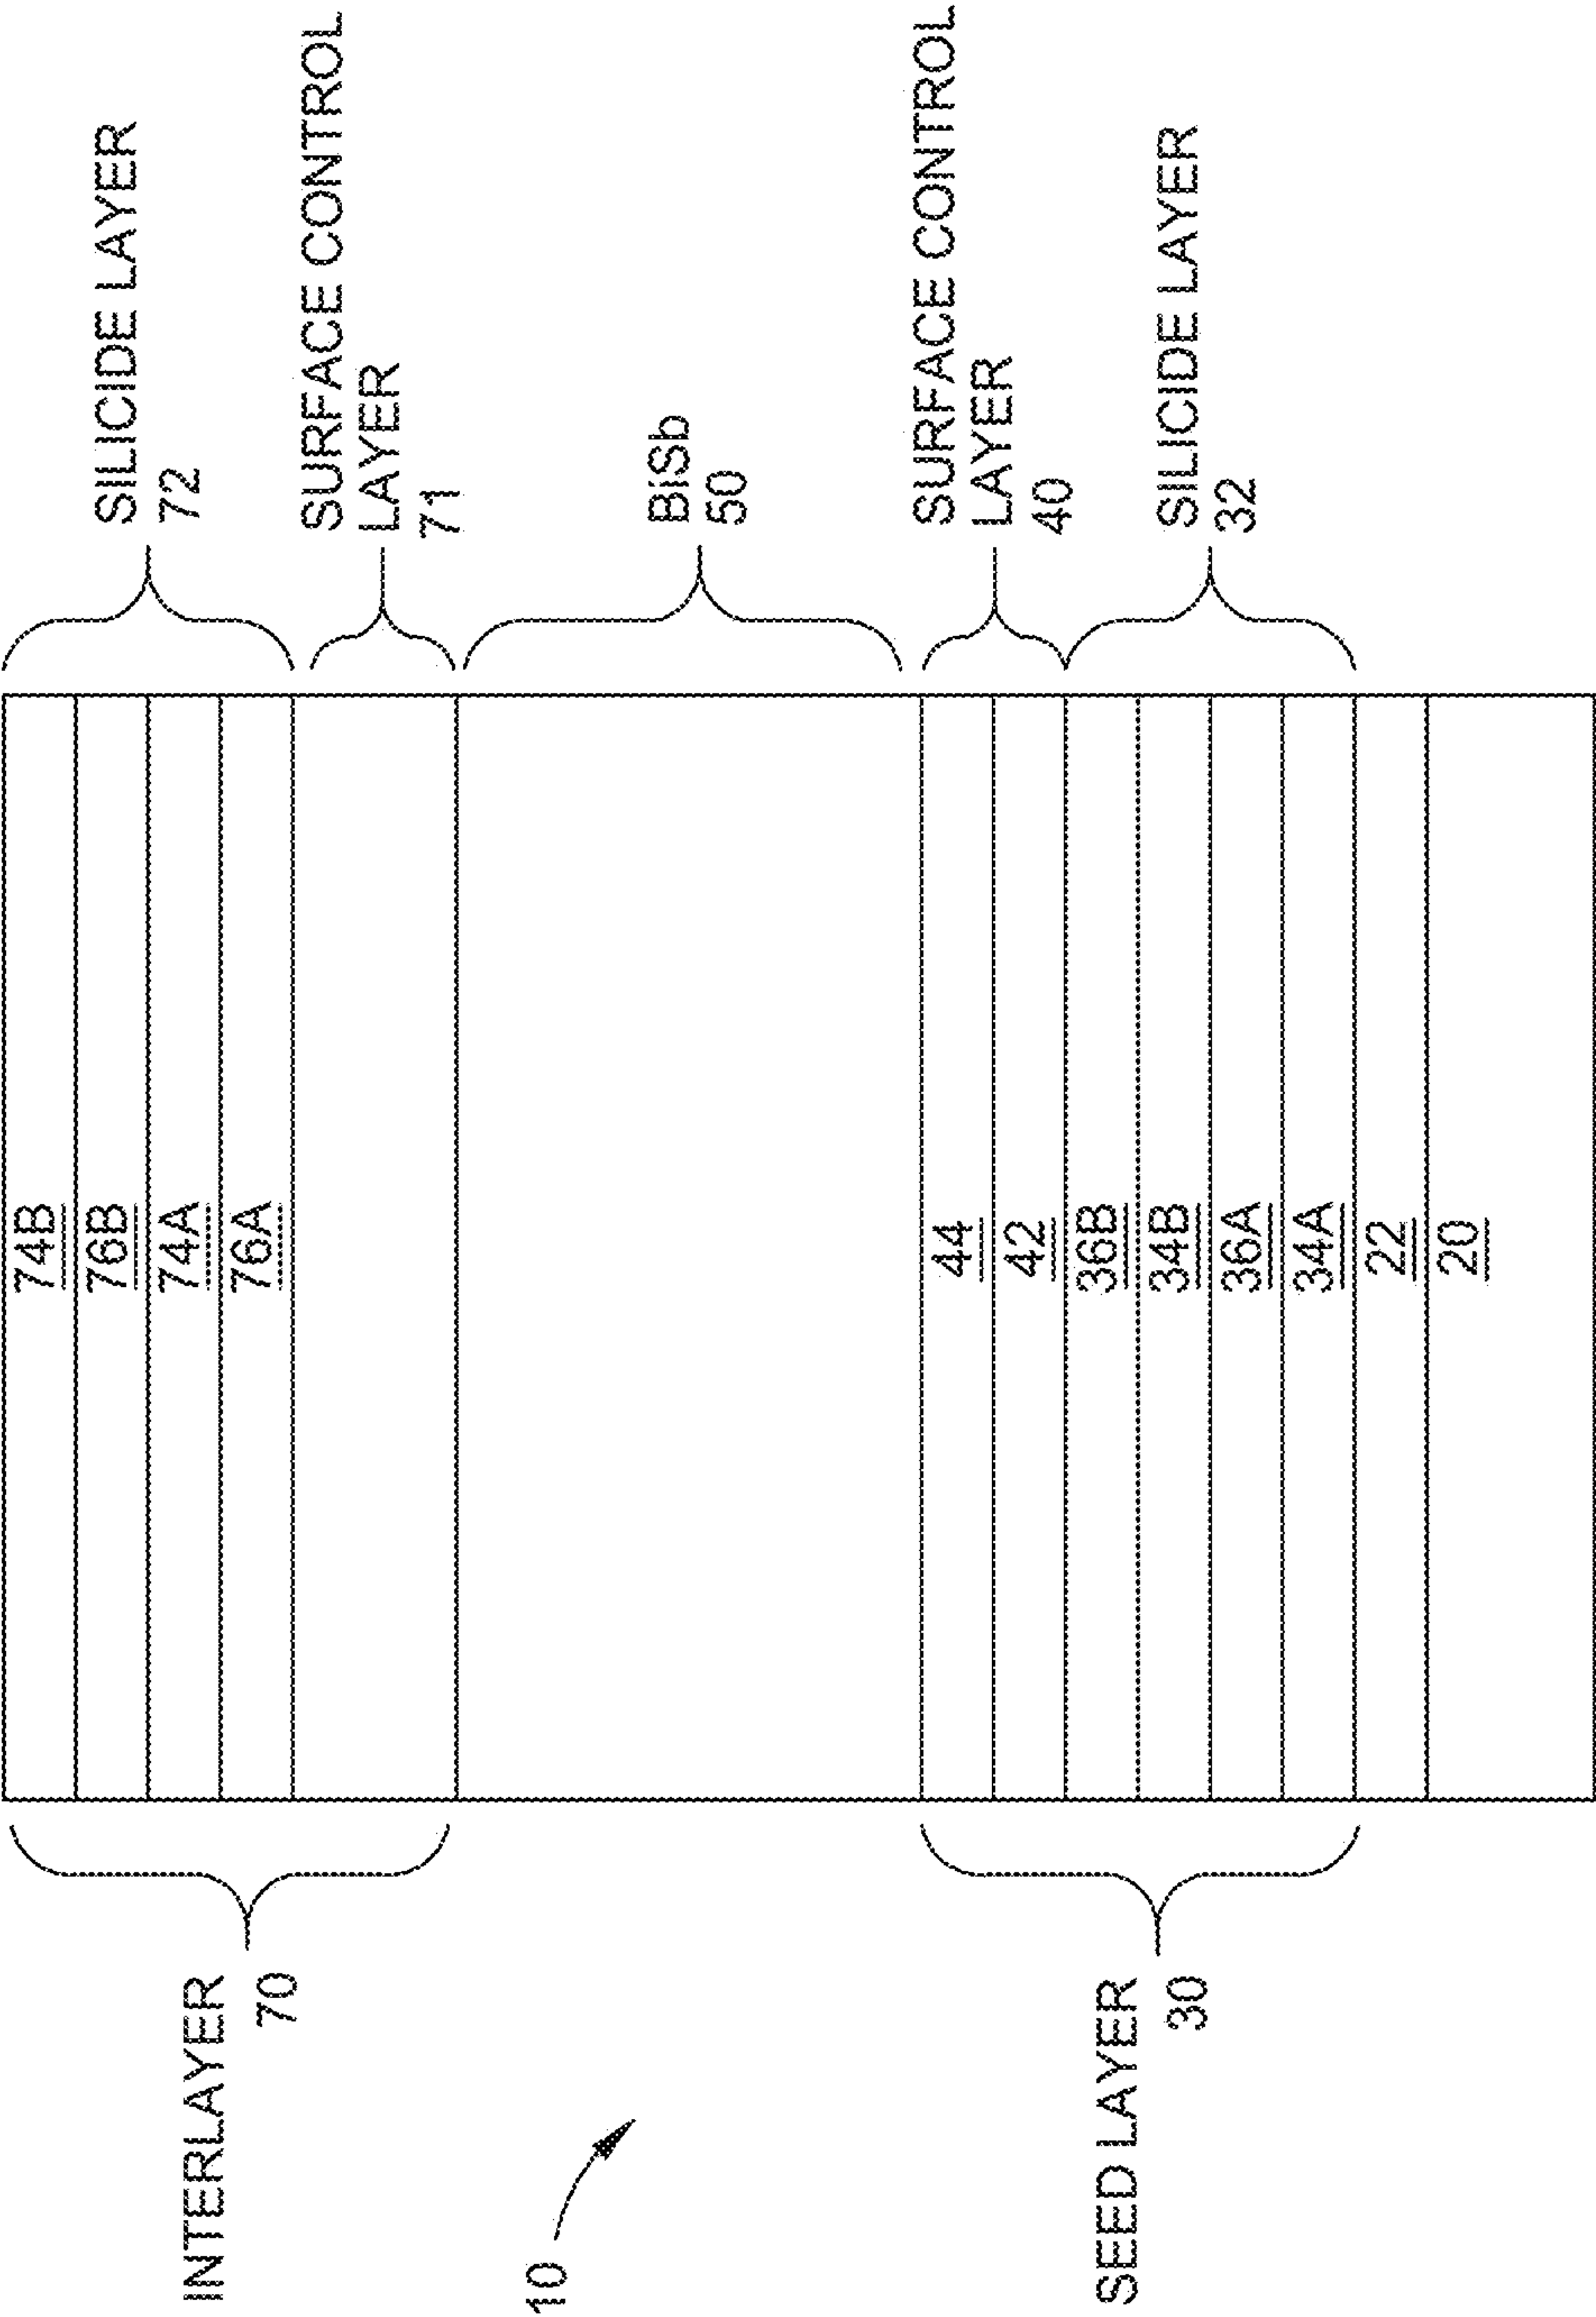 SILICIDE LAYER
72
SURFACE CONTROL
LAYER
71
BiSb
50
SURFACE CONTROL
LAYER
40
SILICIDE LAYER
32
74B
76B
74A
76A
44
42
36B
34B
36A
34A
22
20
INTERLAYER
70
10
SEED LAYER
30